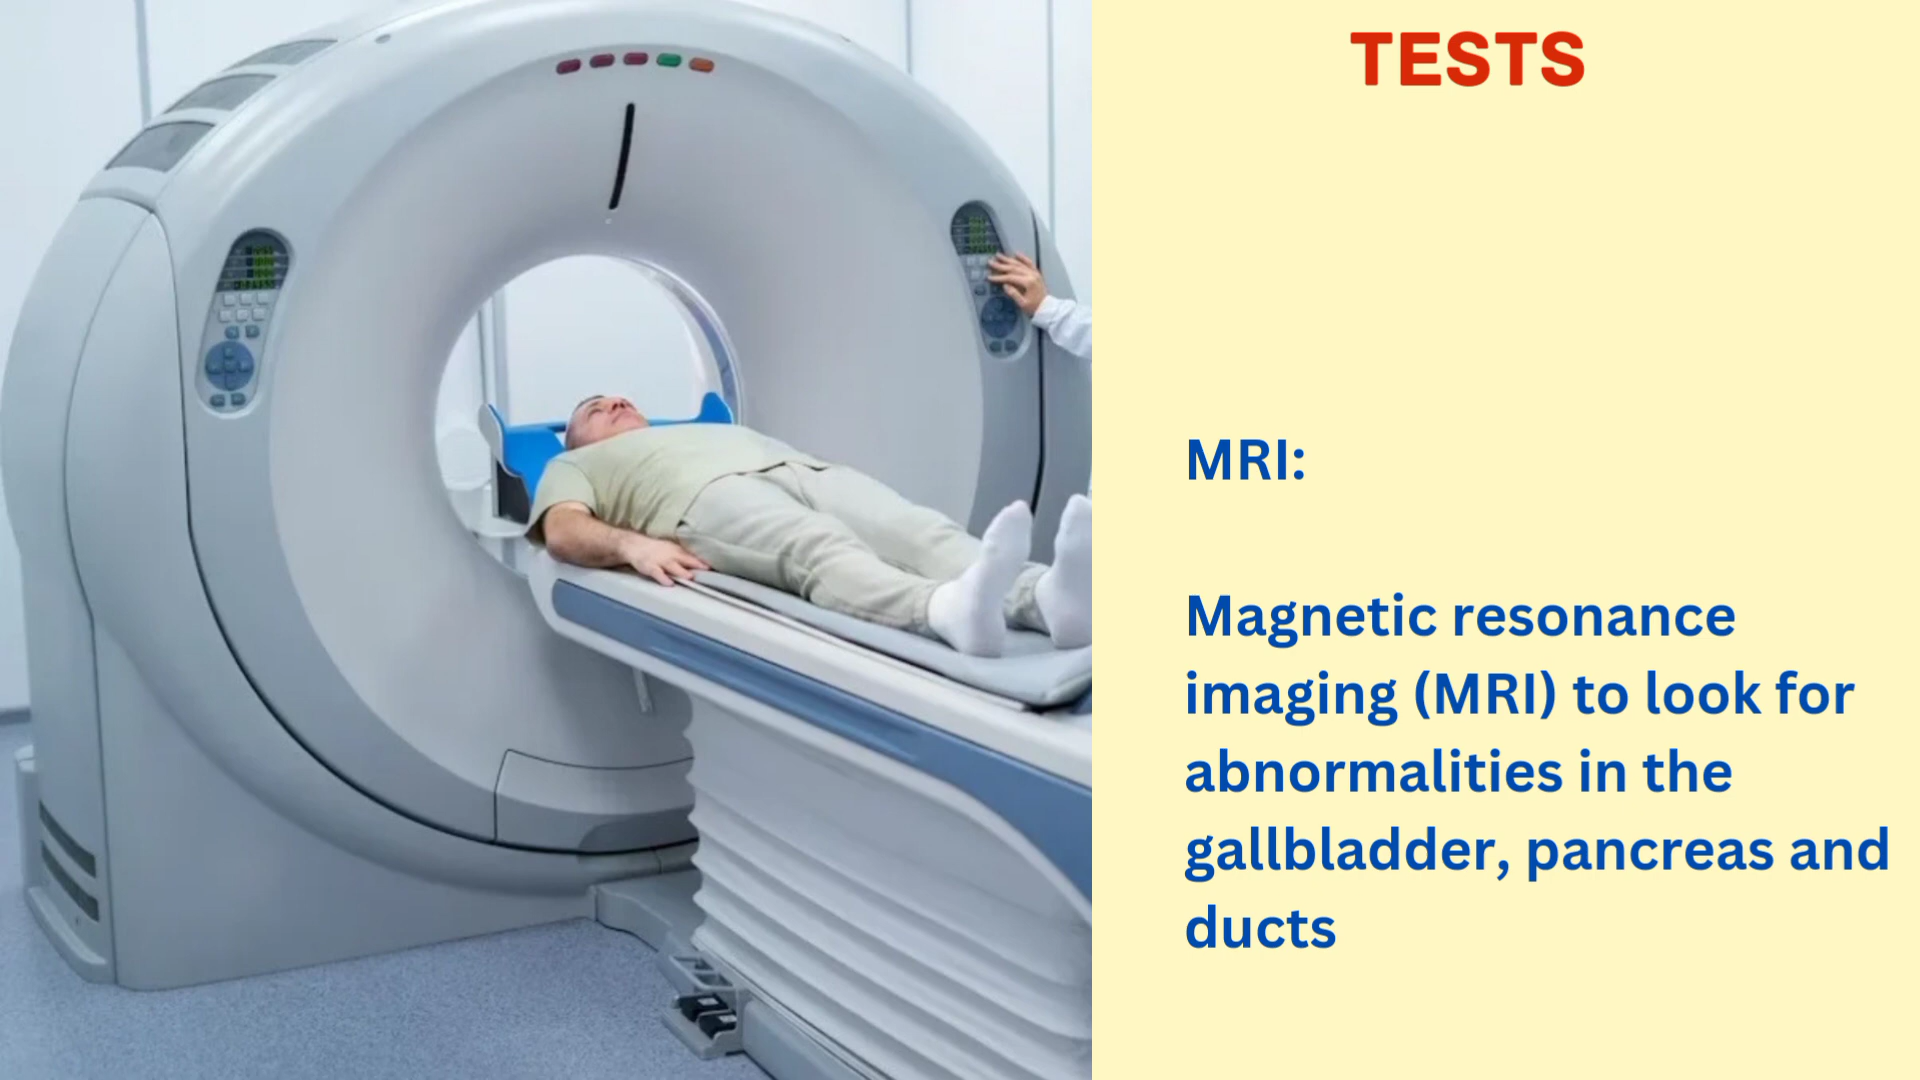 TESTS
MRI:
Magnetic resonance
imaging (MRI) to look for
abnormalities in the
gallbladder, pancreas and
ducts